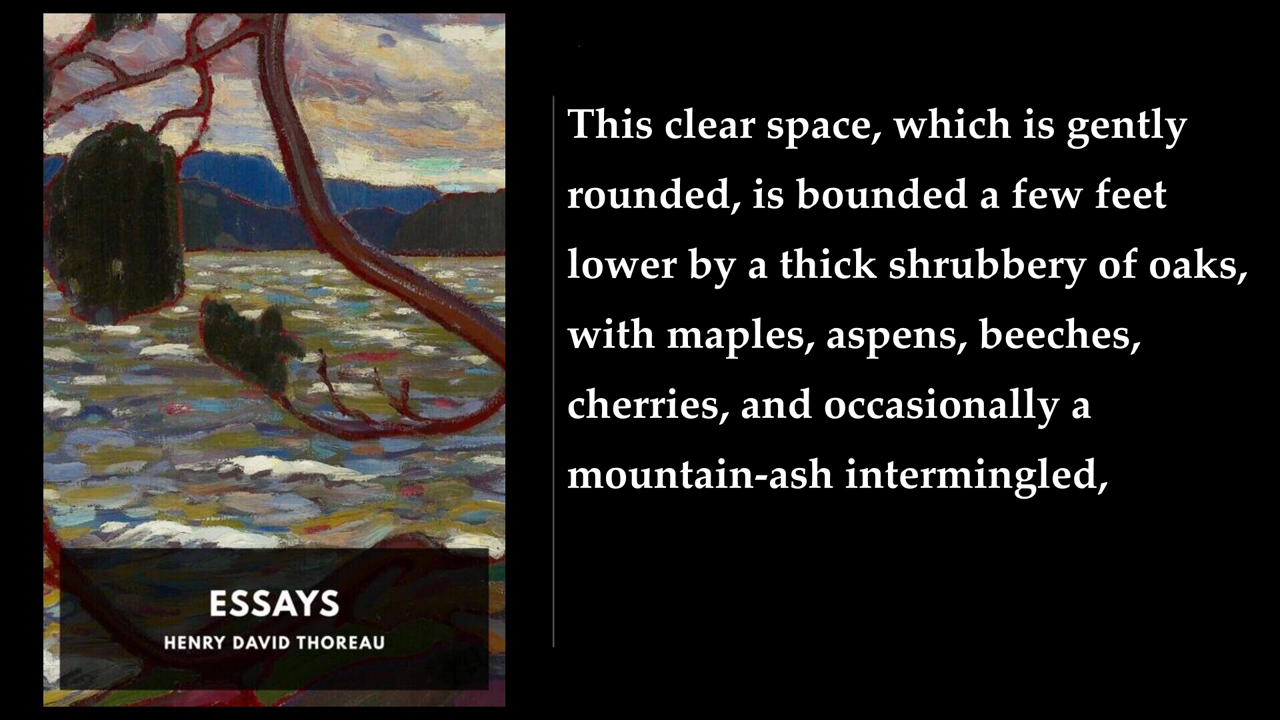 ESSAYS
HENRY DAVID THOREAU
This clear space, which is gently
rounded, is bounded a few feet
lower by a thick shrubbery of oaks,
with maples, aspens, beeches,
cherries, and occasionally a
mountain-ash intermingled,